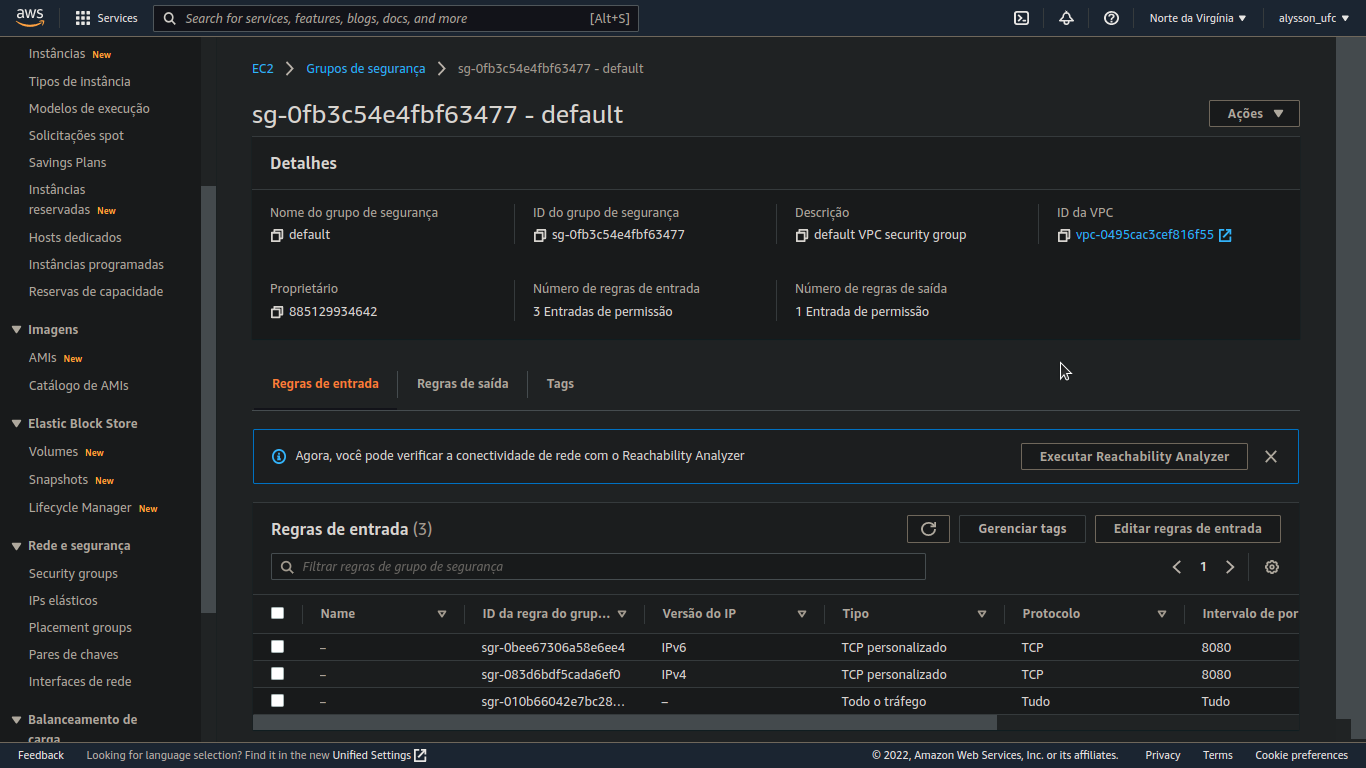 aws Services Search for services, features, blogs, docs, and more [Alt+S] Norte da Virgínia alysson_ufc
Instâncias New
Tipos de instância
Modelos de execução
Solicitações spot
Savings Plans
Instâncias
reservadas New
Hosts dedicados
Instâncias programadas
Reservas de capacidade
Imagens
AMIs New
Catálogo de AMIs
Elastic Block Store
Volumes New
Snapshots New
Lifecycle Manager New
Rede e segurança
Security groups
IPs elásticos
Placement groups
Pares de chaves
Interfaces de rede
Balanceamento de
carga
EC2 Grupos de segurança sg-0fb3c54e4fbf63477 - default
sg-0fb3c54e4fbf63477 - default Ações
Detalhes
Nome do grupo de segurança ID do grupo de segurança Descrição ID da VPC
default sg-0fb3c54e4fbf63477 default VPC security group vpc-0495cac3cef816f55
Proprietário Número de regras de entrada Número de regras de saída
885129934642 3 Entradas de permissão 1 Entrada de permissão
Regras de entrada Regras de saída Tags
Agora, você pode verificar a conectividade de rede com o Reachability Analyzer Executar Reachability Analyzer
Regras de entrada (3) Gerenciar tags Editar regras de entrada
Filtrar regras de grupo de segurança 1
Name ID da regra do grup... Versão do IP Tipo Protocolo Intervalo de por
– sgr-0bee67306a58e6ee4 IPv6 TCP personalizado TCP 8080
– sgr-083d6bdf5cada6ef0 IPv4 TCP personalizado TCP 8080
– sgr-010b66042e7bc28... – Todo o tráfego Tudo Tudo
Feedback Looking for language selection? Find it in the new Unified Settings © 2022, Amazon Web Services, Inc. or its affiliates. Privacy Terms Cookie preferences